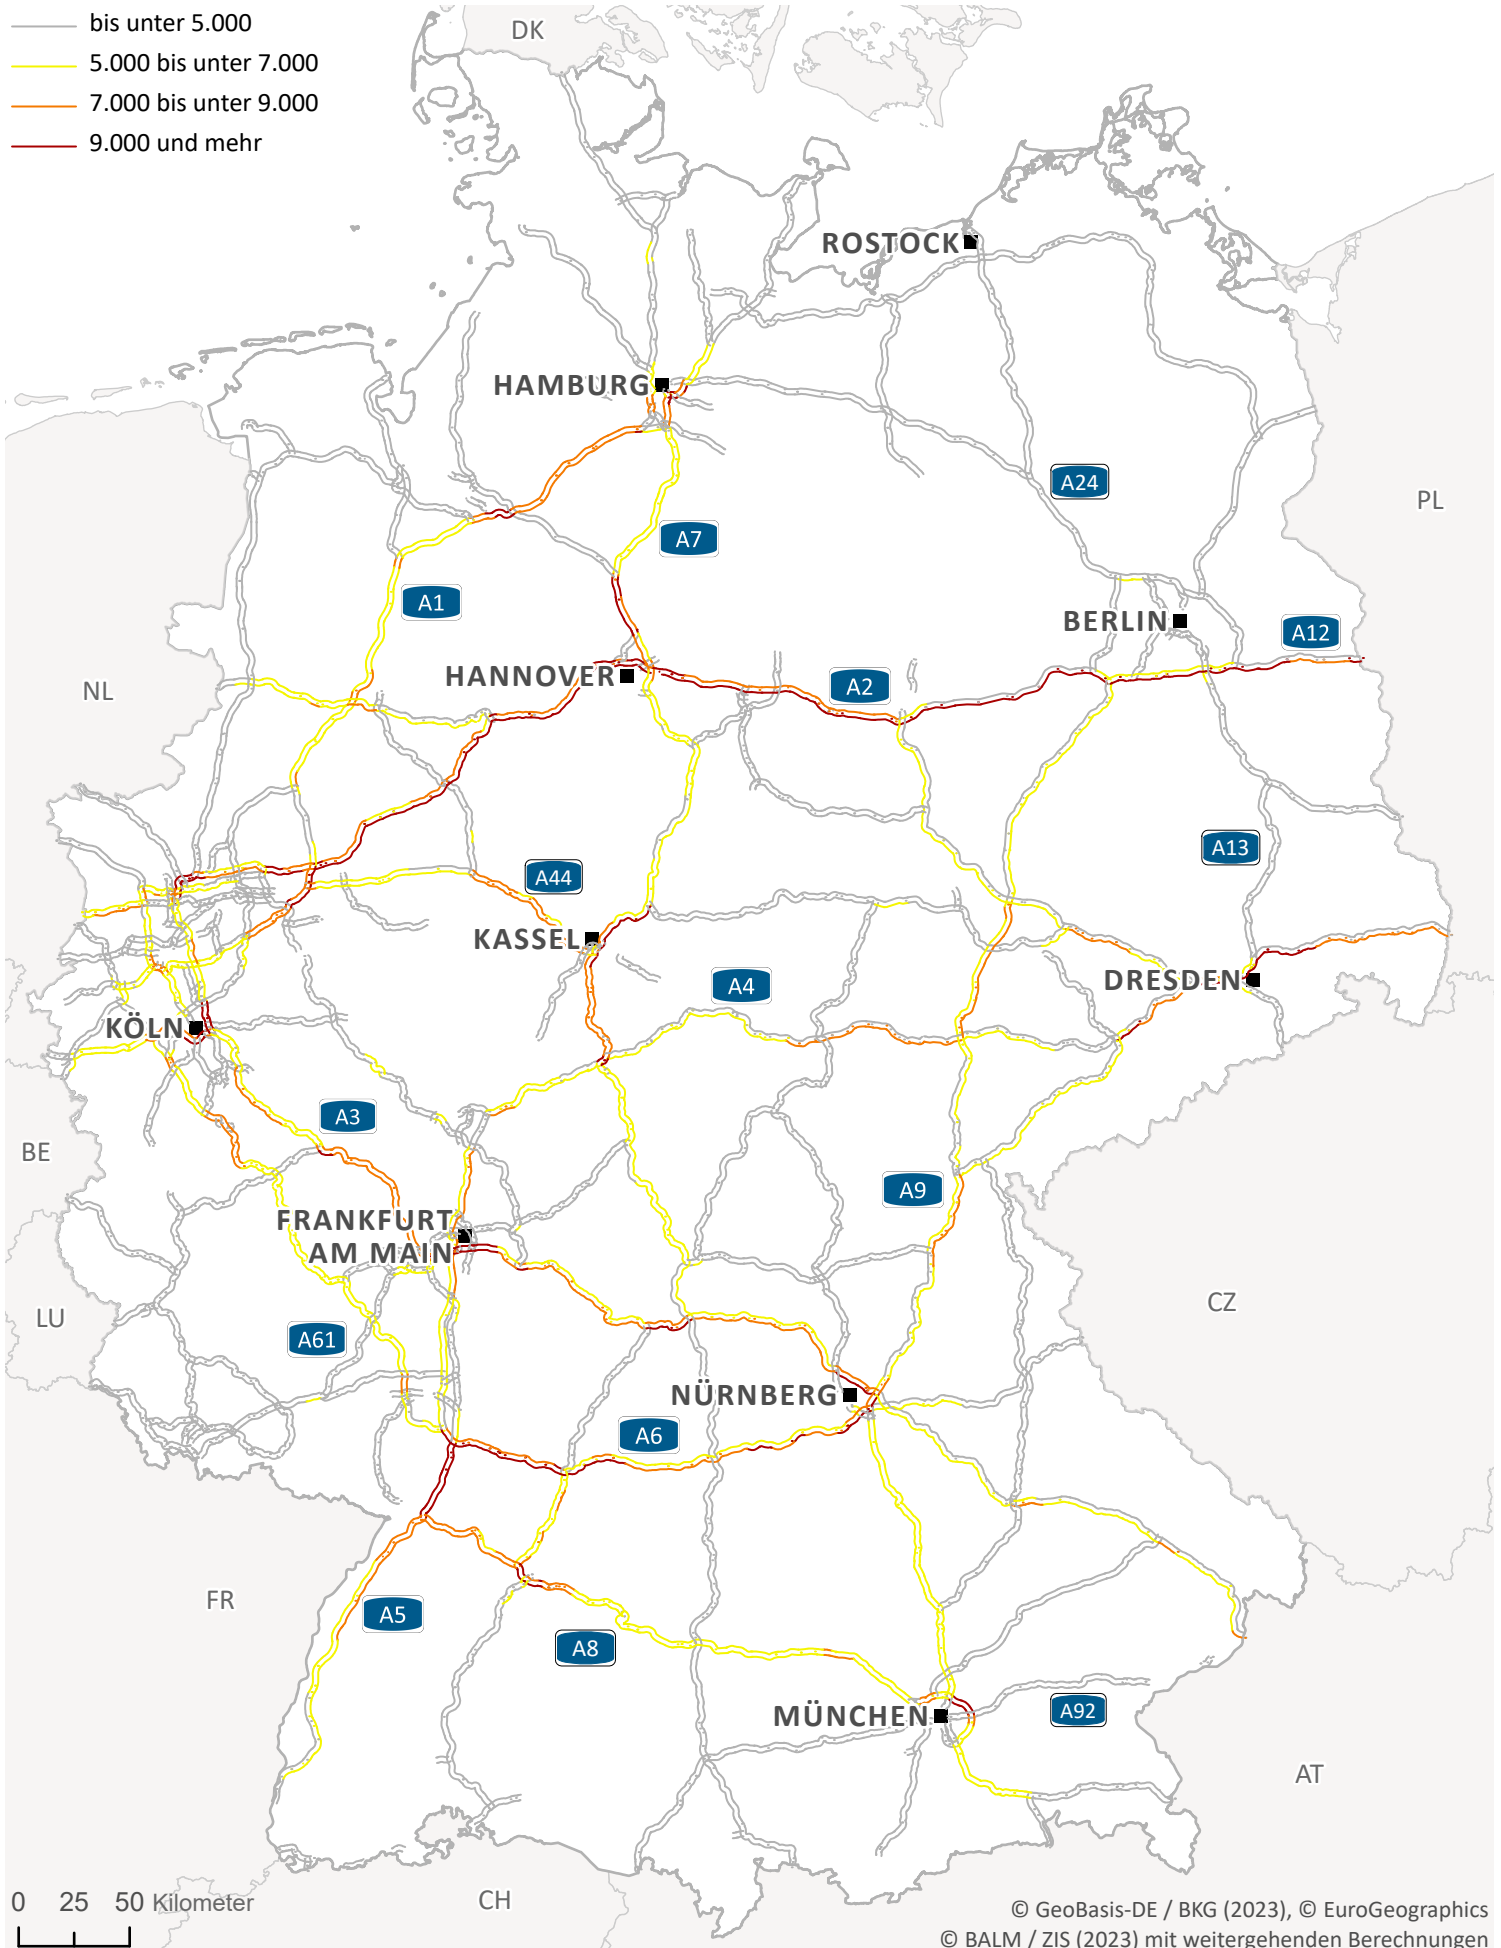 bis unter 5.000
5.000 bis unter 7.000
7.000 bis unter 9.000
9.000 und mehr
DK
ROSTOCK
HAMBURG
A24
PL
A7
A1
BERLIN
A12
HANNOVER
A2
NL
A13
A44
KASSEL
DRESDEN
A4
KÖLN
A3
BE
A9
FRANKFURT
AM MAIN
CZ
LU
A61
NÜRNBERG
A6
FR
A5
A8
MÜNCHEN
A92
AT
0 25 50 Kilometer
CH
© GeoBasis-DE / BKG (2023), © EuroGeographics
© BALM / ZIS (2023) mit weitergehenden Berechnungen